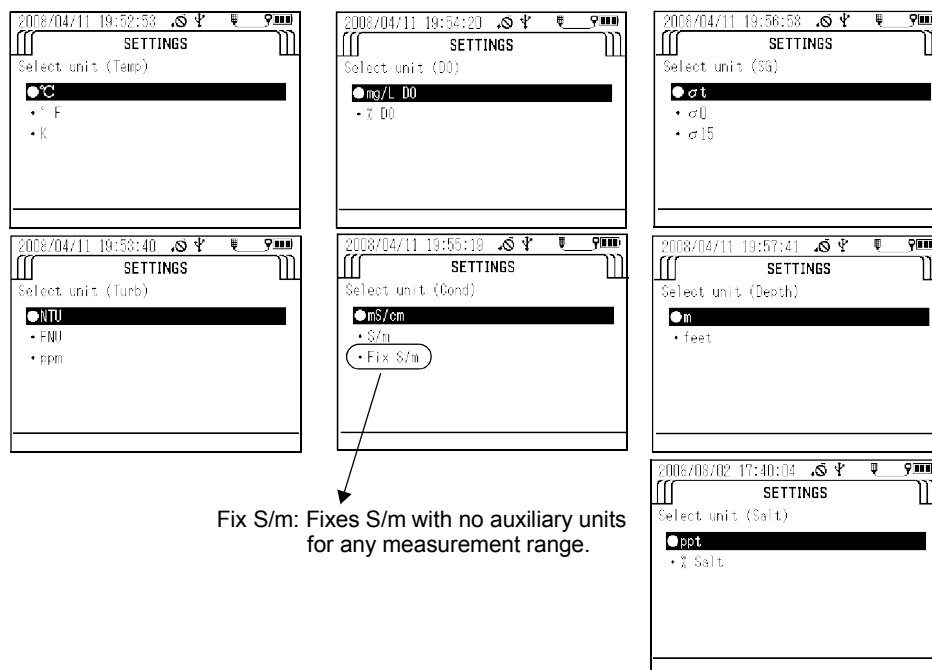 2008/04/11 19:52:53
SETTINGS
Select unit (Temp)
℃
° F
K
2008/04/11 19:54:20
SETTINGS
Select unit (DO)
mg/L DO
% DO
2008/04/11 19:56:58
SETTINGS
Select unit (SG)
σt
σ0
σ15
2008/04/11 19:53:40
SETTINGS
Select unit (Turb)
NTU
FNU
ppm
2008/04/11 19:55:19
SETTINGS
Select unit (Cond)
mS/cm
S/m
Fix S/m
2008/04/11 19:57:41
SETTINGS
Select unit (Depth)
m
feet
Fix S/m: Fixes S/m with no auxiliary units
for any measurement range.
2008/08/02 17:40:04
SETTINGS
Select unit (Salt)
ppt
% Salt